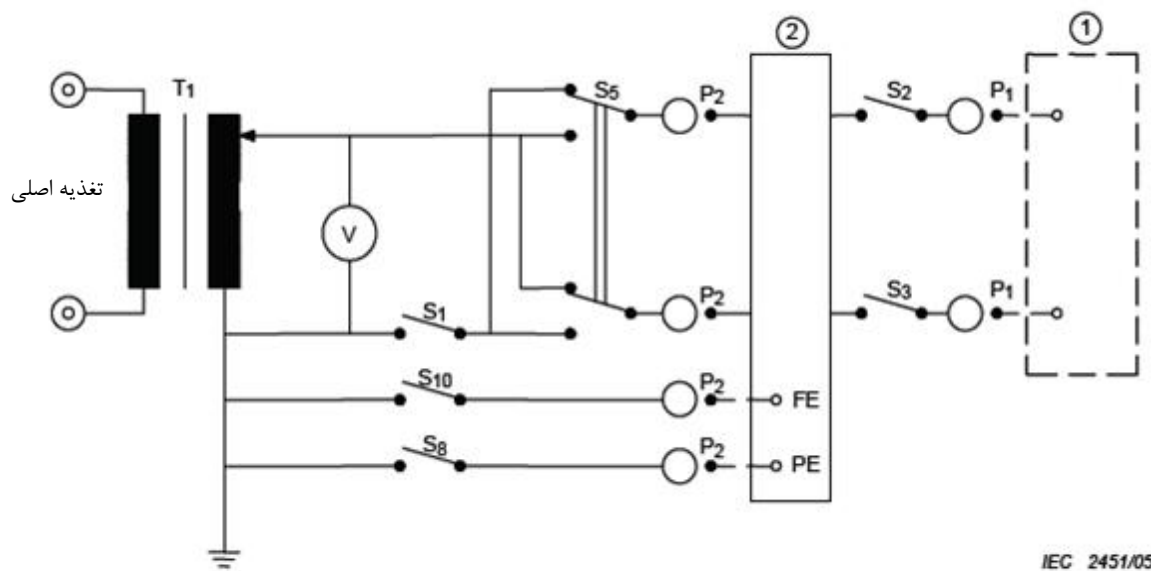 ② ①
T1 S5 P2 S2 P1
تغذیه اصلی
V
P2 S3 P1
S1
S10 P2 FE
S8 P2 PE
IEC 2451/05